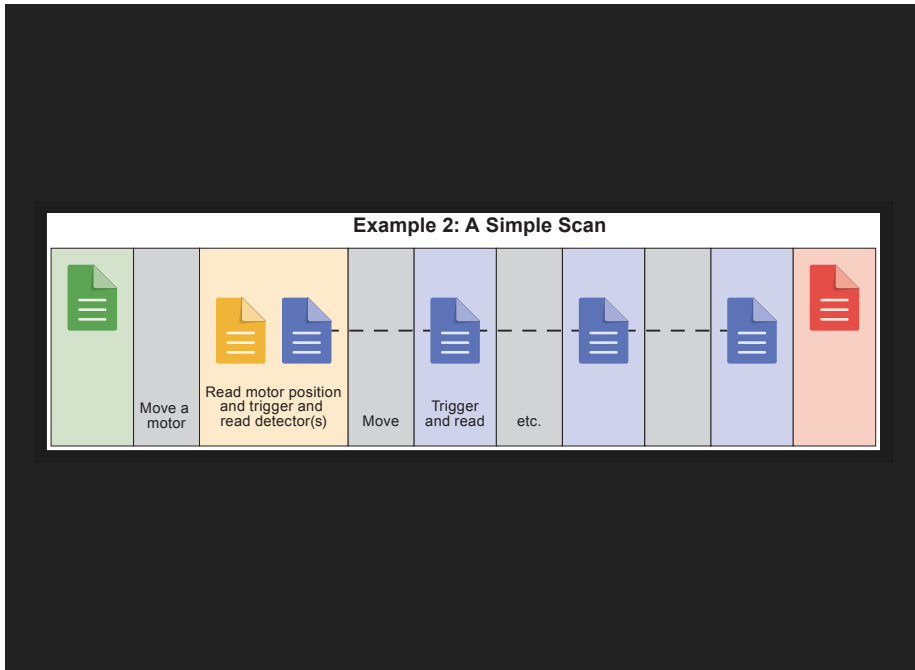 Example 2: A Simple Scan
Move a
motor
Read motor position
and trigger and
read detector(s)
Move
Trigger
and read
etc.